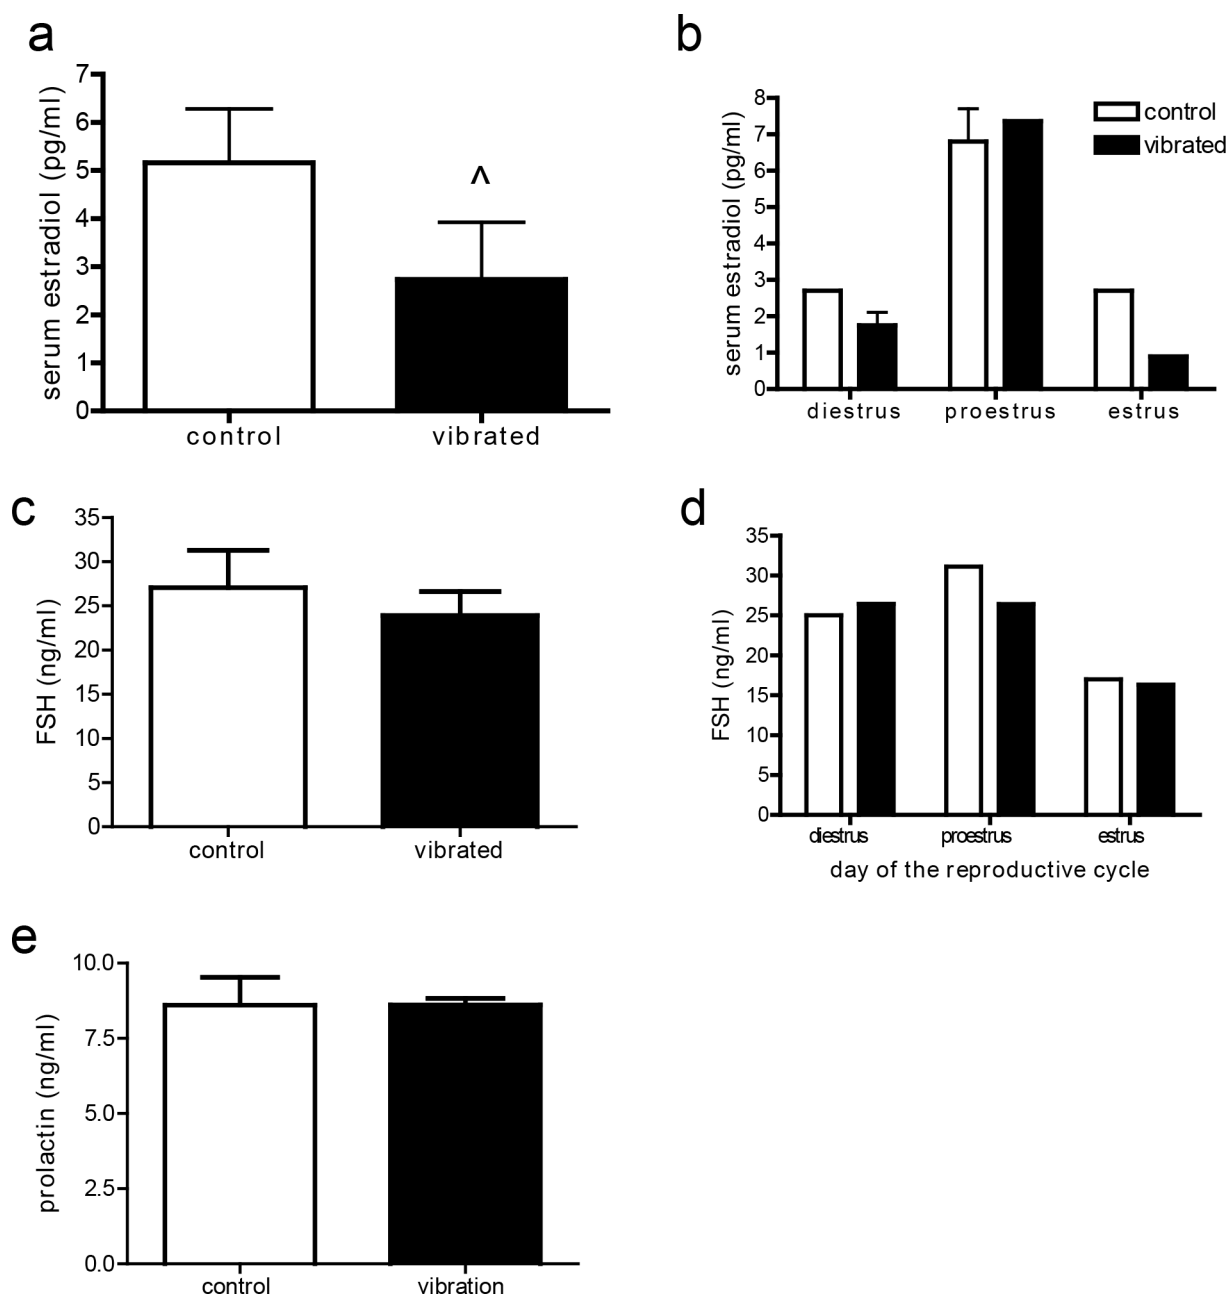 a
serum estradiol (pg/ml)
7
6
5
4
3
2
1
0
^
control vibrated
b
serum estradiol (pg/ml)
8
7
6
5
4
3
2
1
0
control
vibrated
diestrus proestrus estrus
c
FSH (ng/ml)
35
30
25
20
15
10
5
0
control vibrated
d
FSH (ng/ml)
35
30
25
20
15
10
5
0
diestrus proestrus estrus
day of the reproductive cycle
e
prolactin (ng/ml)
10.0
7.5
5.0
2.5
0.0
control vibration